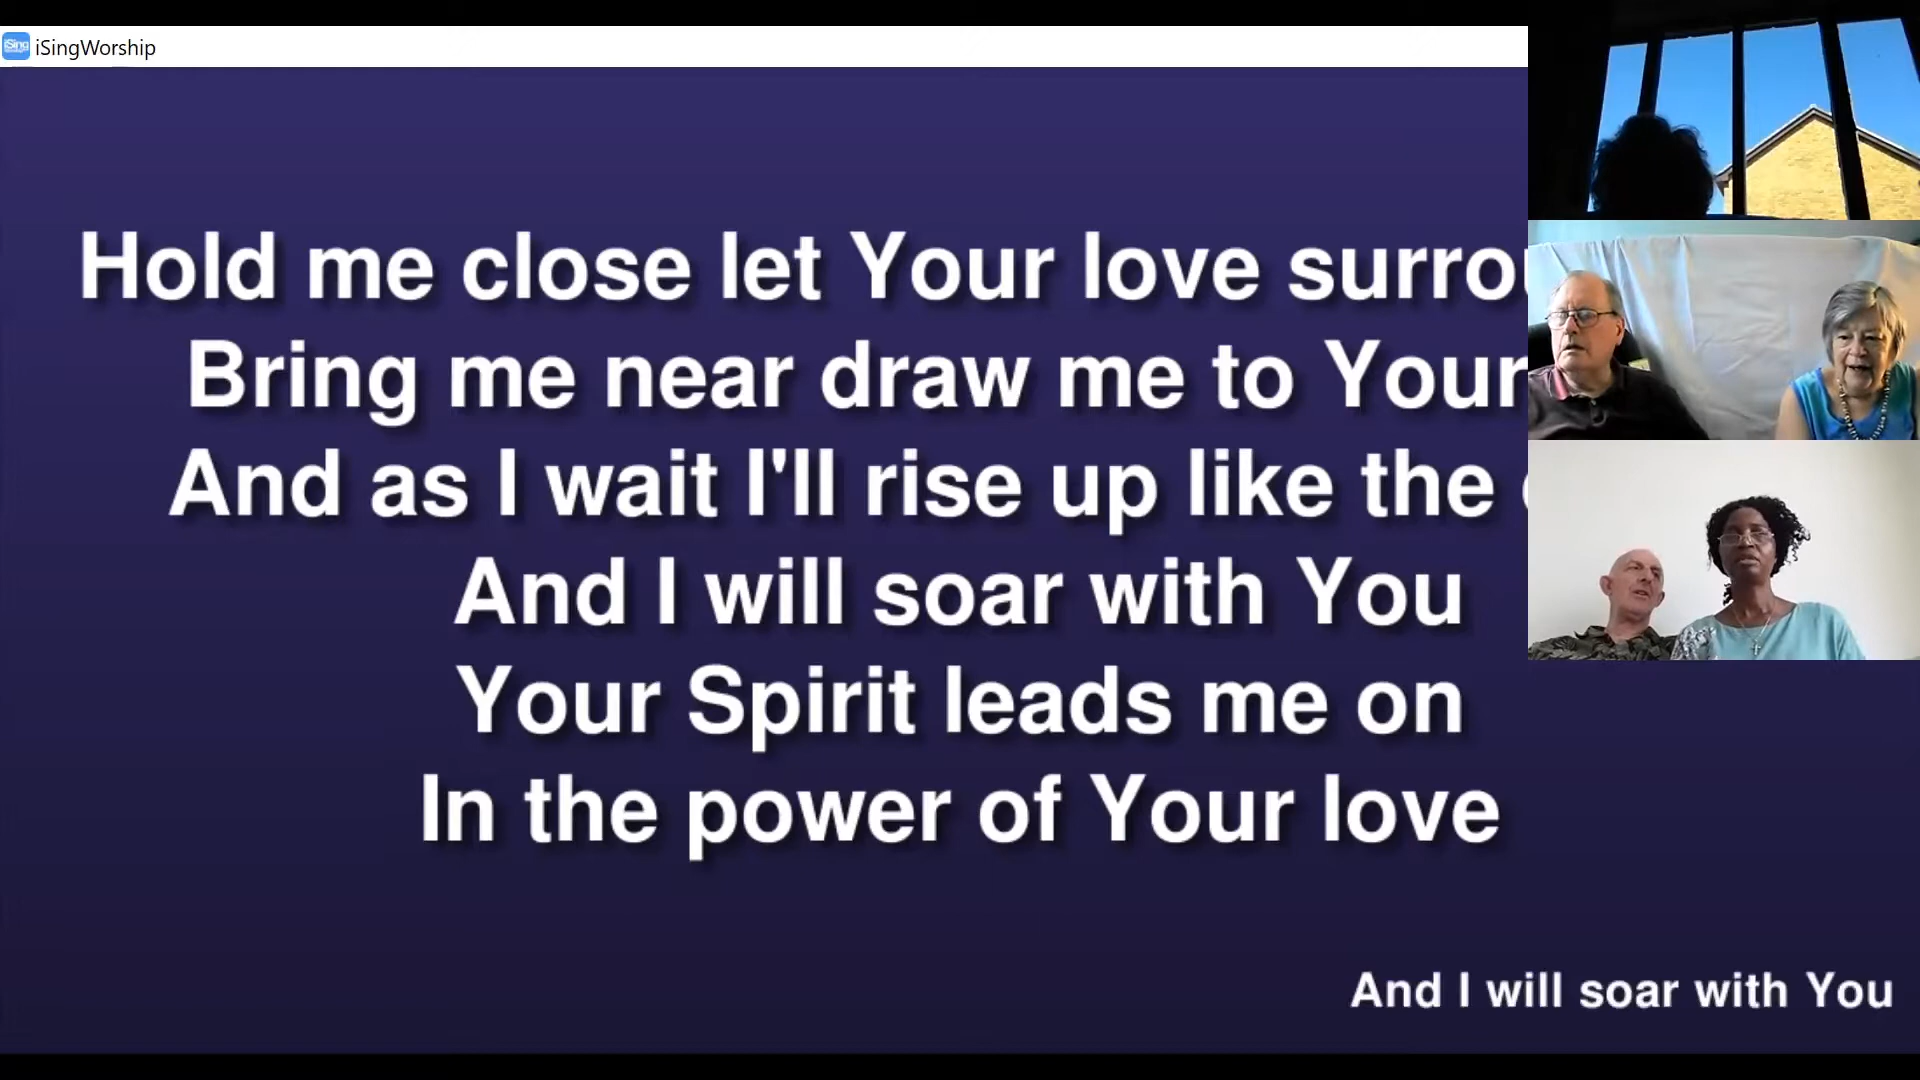 iSingWorship
Hold me close let Your love
Bring me near draw me to Your
And as I wait I'll rise up like the
And I will soar with You
Your Spirit leads me on
In the power of Your love
And I will soar with You